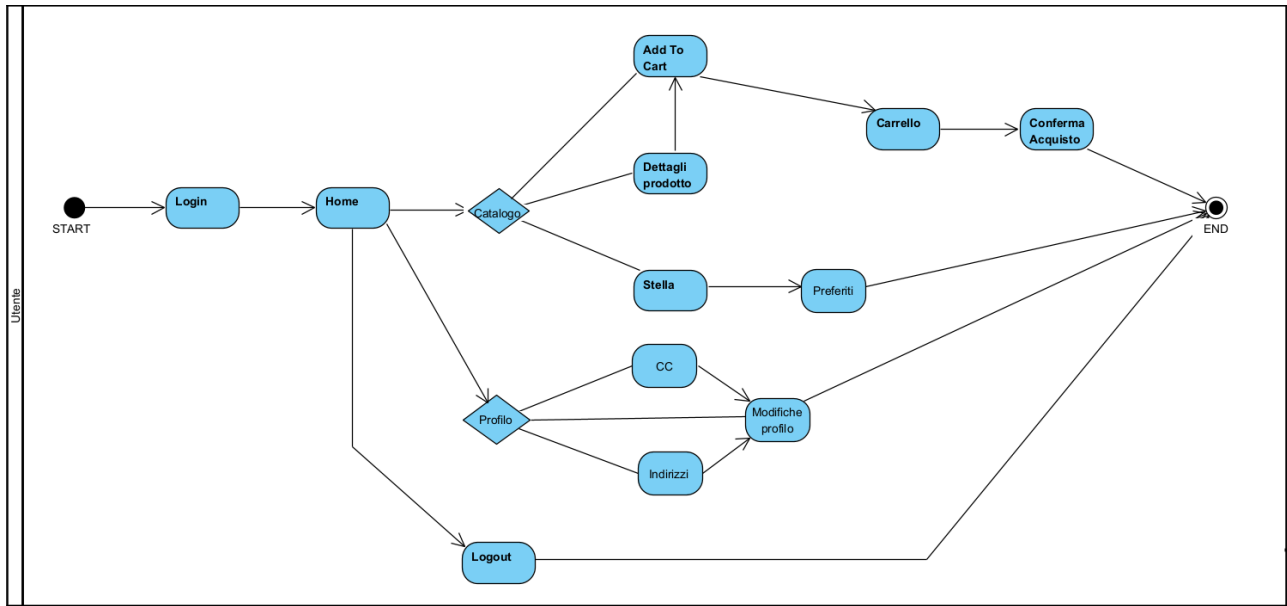 Utente
START
Login
Home
Catalogo
Add To
Cart
Dettagli
prodotto
Stella
Carrello
Conferma
Acquisto
Preferiti
END
Profilo
CC
Indirizzi
Modifiche
profilo
Logout